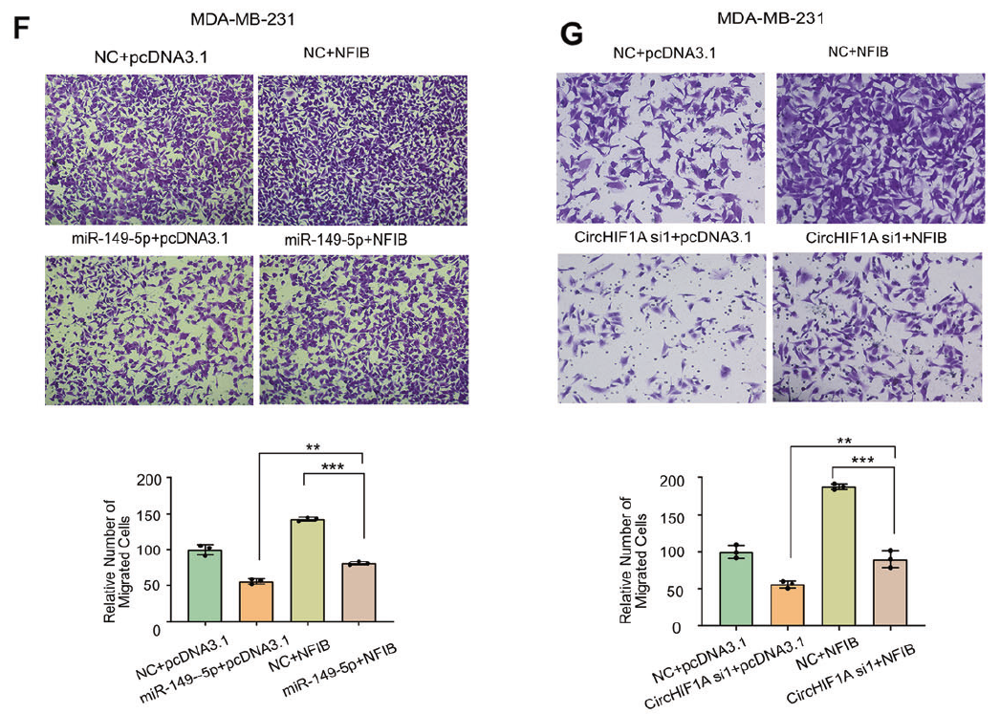 F
MDA-MB-231
NC+pcDNA3.1
NC+NFIB
miR-149-5p+pcDNA3.1
miR-149-5p+NFIB
**
***
200
150
100
50
0
Relative Number of
Migrated Cells
NC+pcDNA3.1
miR-149--5p+pcDNA3.1
NC+NFIB
miR-149-5p+NFIB
G
MDA-MB-231
NC+pcDNA3.1
NC+NFIB
CircHIF1A si1+pcDNA3.1
CircHIF1A si1+NFIB
**
***
200
150
100
50
0
Relative Number of
Migrated Cells
NC+pcDNA3.1
CircHIF1A si1+pcDNA3.1
NC+NFIB
CircHIF1A si1+NFIB